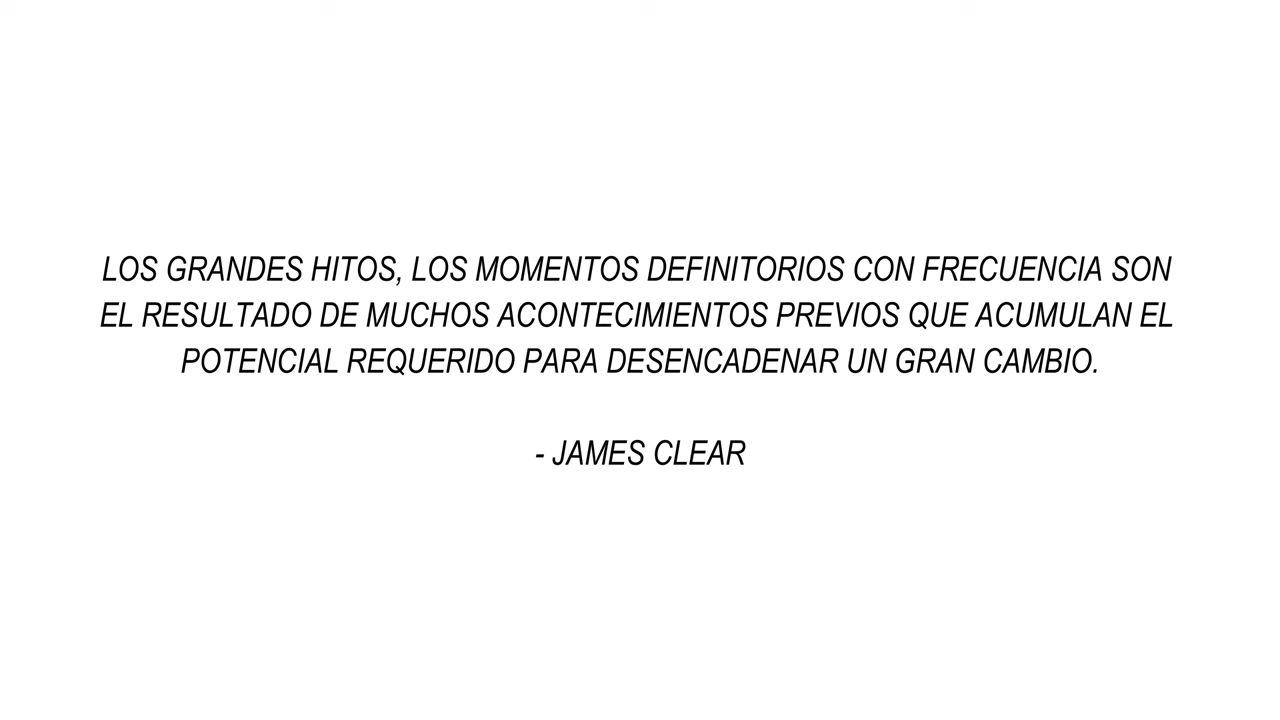 LOS GRANDES HITOS, LOS MOMENTOS DEFINITORIOS CON FRECUENCIA SON
EL RESULTADO DE MUCHOS ACONTECIMIENTOS PREVIOS QUE ACUMULAN EL
POTENCIAL REQUERIDO PARA DESENCADENAR UN GRAN CAMBIO.
- JAMES CLEAR